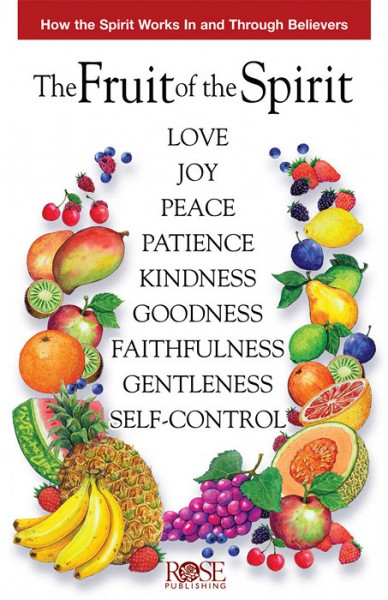 How the Spirit Works In and Through Believers
The Fruit of the Spirit
LOVE
JOY
PEACE
PATIENCE
KINDNESS
GOODNESS
FAITHFULNESS
GENTLENESS
SELF-CONTROL
ROSE
PUBLISHING